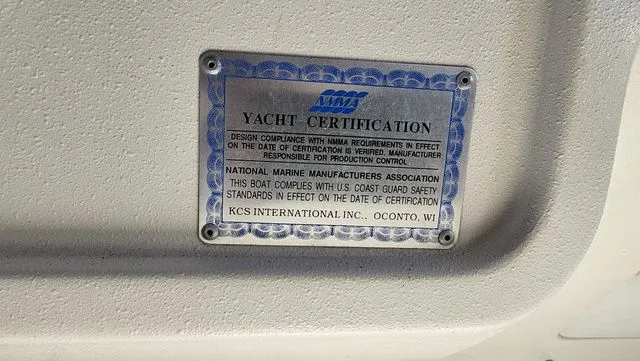 NMMA
YACHT CERTIFICATION
DESIGN COMPLIANCE WITH NMMA REQUIREMENTS IN EFFECT
ON THE DATE OF CERTIFICATION IS VERIFIED. MANUFACTURER
RESPONSIBLE FOR PRODUCTION CONTROL
NATIONAL MARINE MANUFACTURERS ASSOCIATION
THIS BOAT COMPLIES WITH U.S. COAST GUARD SAFETY
STANDARDS IN EFFECT ON THE DATE OF CERTIFICATION
KCS INTERNATIONAL INC., OCONTO, WI